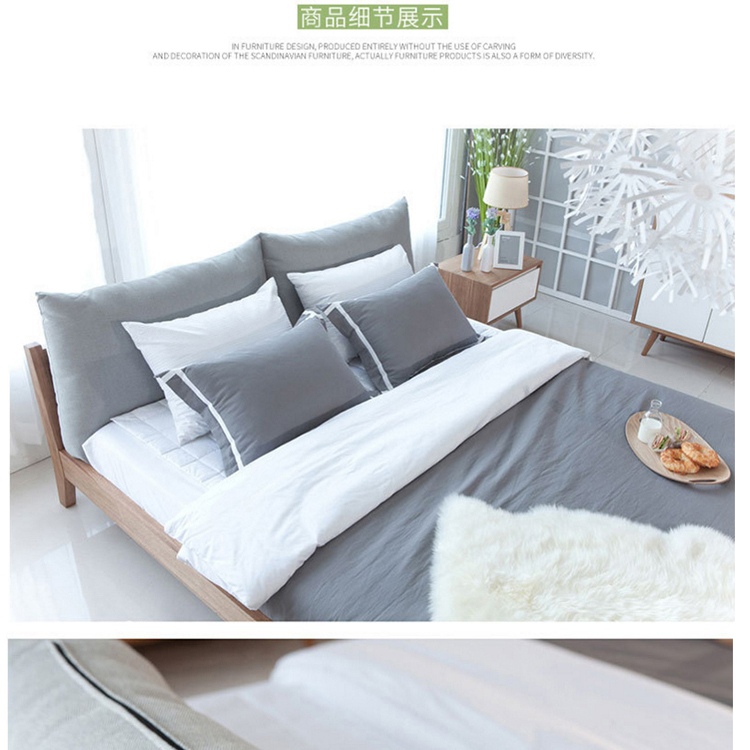 商品细节展示
IN FURNITURE DESIGN, PRODUCED ENTIRELY WITHOUT THE USE OF CARVING
AND DECORATION OF THE SCANDINAVIAN FURNITURE, ACTUALLY FURNITURE PRODUCTS IS ALSO A FORM OF DIVERSITY.